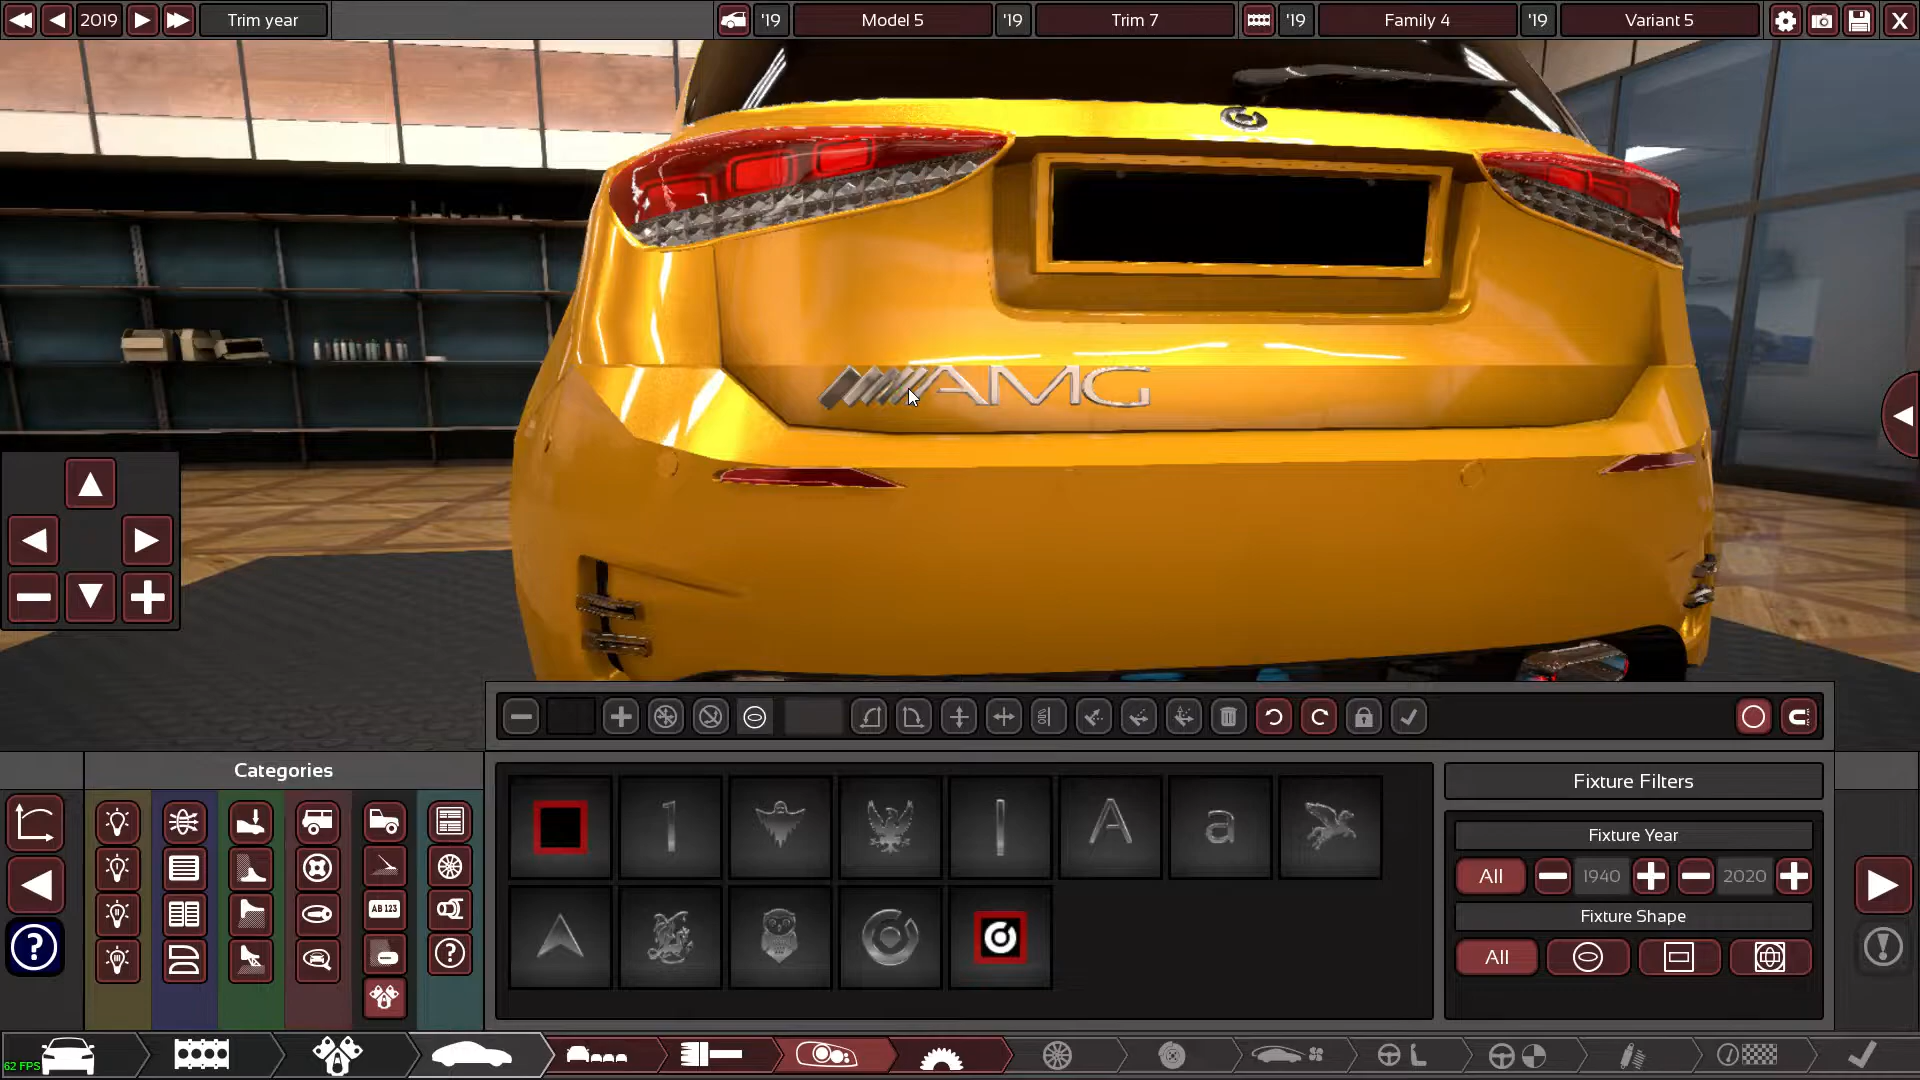 2019 Trim year '19 Model 5 '19 Trim 7 '19 Family 4 '19 Variant 5
AMG
Categories
AB 123
1 A a
Fixture Filters
Fixture Year
All 1940 2020
Fixture Shape
All
62 FPS